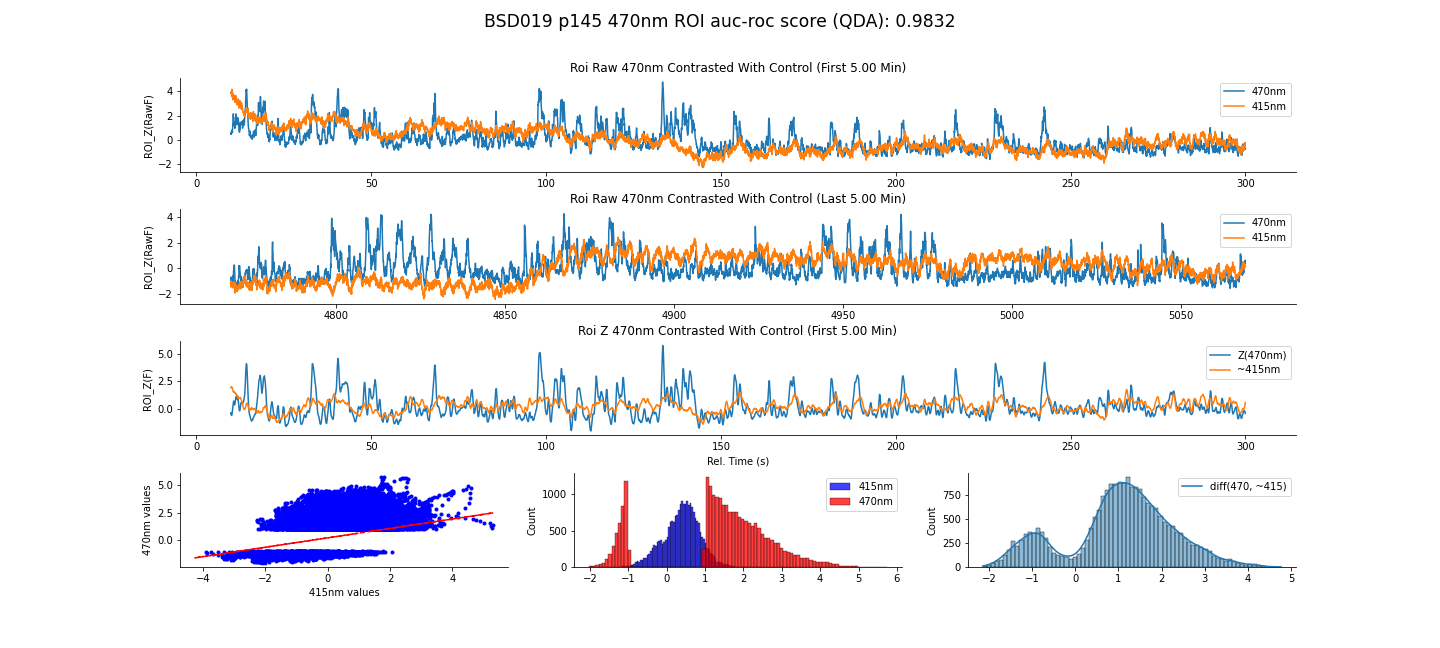 BSD019 p145 470nm ROI auc-roc score (QDA): 0.9832
Roi Raw 470nm Contrasted With Control (First 5.00 Min)
ROI_Z(RawF)
4
2
0
−2
470nm
415nm
0 50 100 150 200 250 300
Roi Raw 470nm Contrasted With Control (Last 5.00 Min)
ROI_Z(RawF)
4
2
0
−2
470nm
415nm
4800 4850 4900 4950 5000 5050
Roi Z 470nm Contrasted With Control (First 5.00 Min)
ROI_Z(F)
5.0
2.5
0.0
Z(470nm)
~415nm
0 50 100 150 200 250 300
Rel. Time (s)
470nm values
5.0
2.5
0.0
−4 −2 0 2 4
415nm values
Count
1000
500
0
415nm
470nm
−2 −1 0 1 2 3 4 5 6
Count
750
500
250
0
diff(470, ~415)
−2 −1 0 1 2 3 4 5